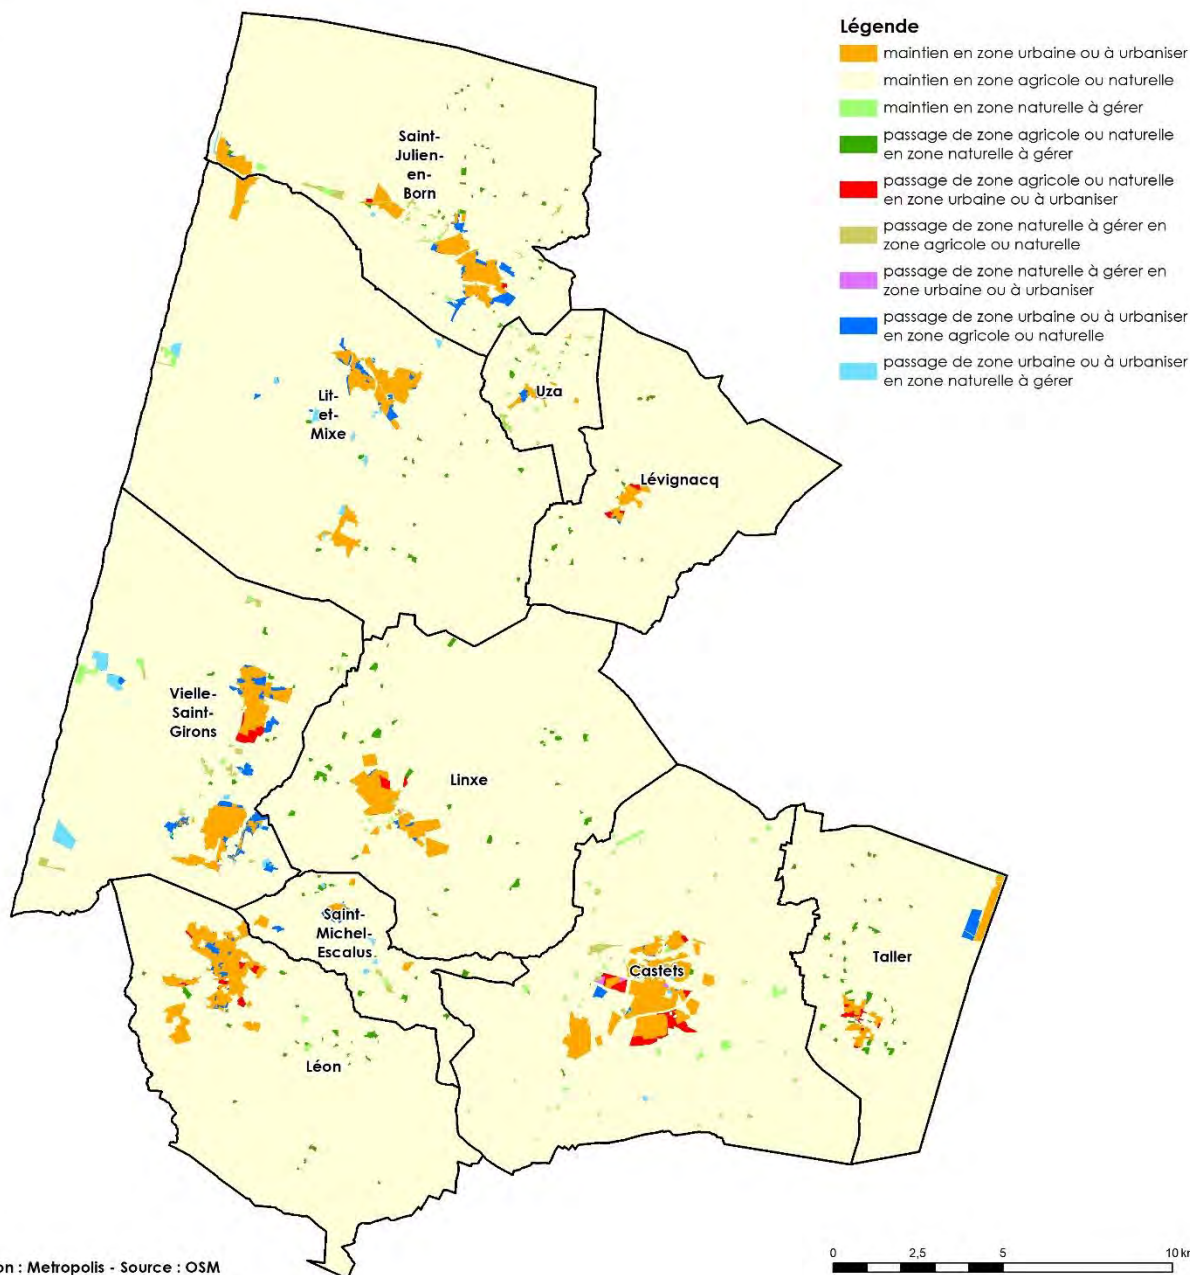 Légende
maintien en zone urbaine ou à urbaniser
maintien en zone agricole ou naturelle
maintien en zone naturelle à gérer
passage de zone agricole ou naturelle
en zone naturelle à gérer
passage de zone agricole ou naturelle
en zone urbaine ou à urbaniser
passage de zone naturelle à gérer en
zone agricole ou naturelle
passage de zone naturelle à gérer en
zone urbaine ou à urbaniser
passage de zone urbaine ou à urbaniser
en zone agricole ou naturelle
passage de zone urbaine ou à urbaniser
en zone naturelle à gérer
Saint-
Julien-
en-
Born
Lit-
et-
Mixe
Uza
Lévignacq
Vielle-
Saint-
Girons
Linxe
Saint-
Michel-
Escalus
Castets
Taller
Léon
on : Metropolis - Source : OSM
0 2,5 5 10 km